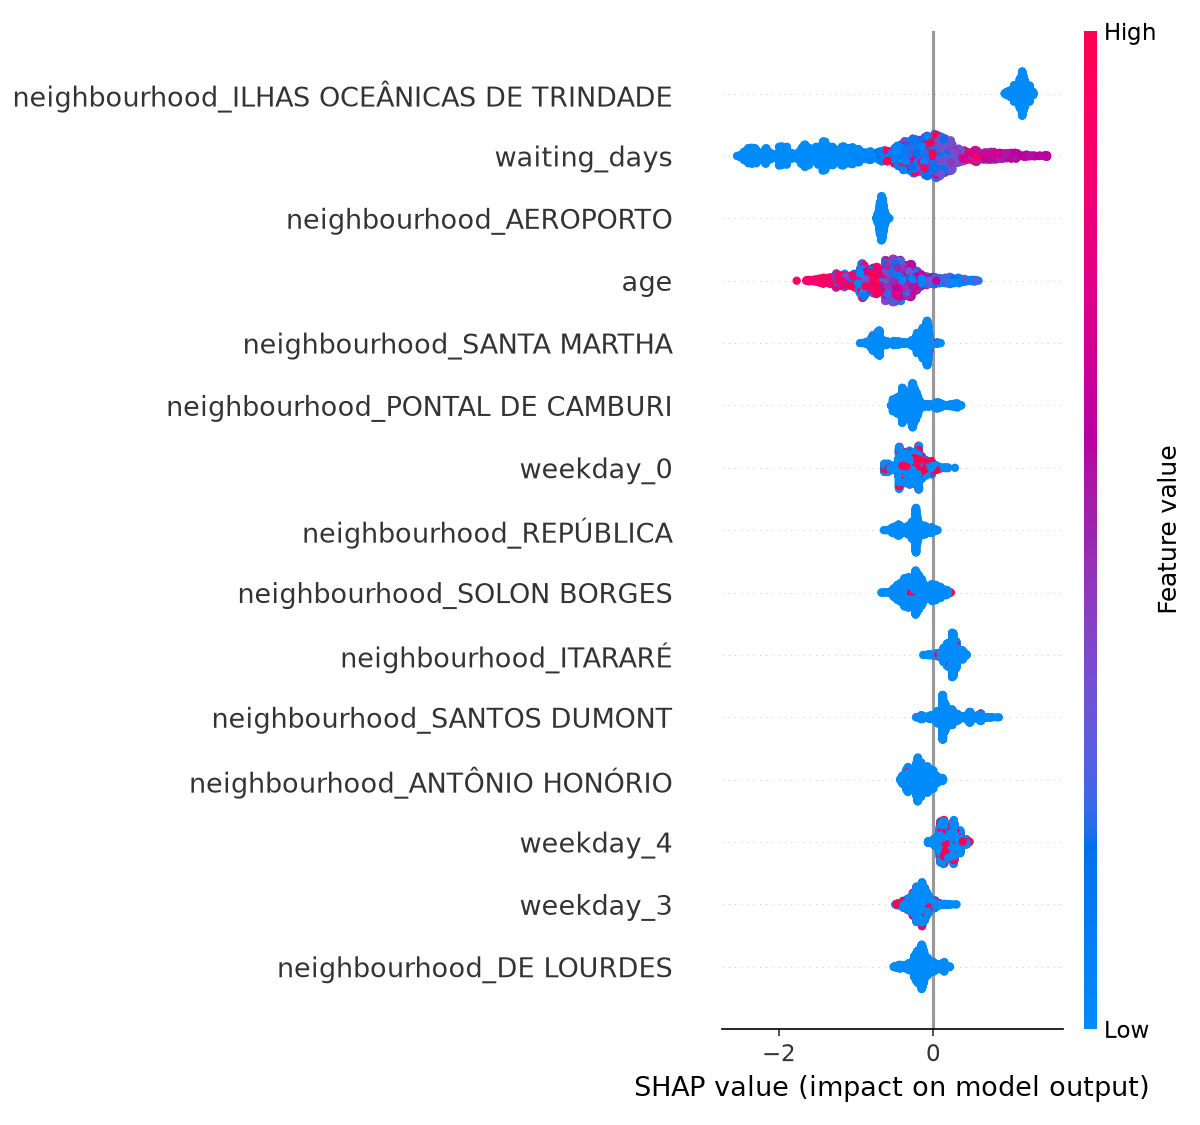 High
neighbourhood_ILHAS OCEÂNICAS DE TRINDADE
waiting_days
neighbourhood_AEROPORTO
age
neighbourhood_SANTA MARTHA
neighbourhood_PONTAL DE CAMBURI
weekday_0
neighbourhood_REPÚBLICA
neighbourhood_SOLON BORGES
neighbourhood_ITARARÉ
neighbourhood_SANTOS DUMONT
neighbourhood_ANTÔNIO HONÓRIO
weekday_4
weekday_3
neighbourhood_DE LOURDES
Feature value
Low
−2 0
SHAP value (impact on model output)